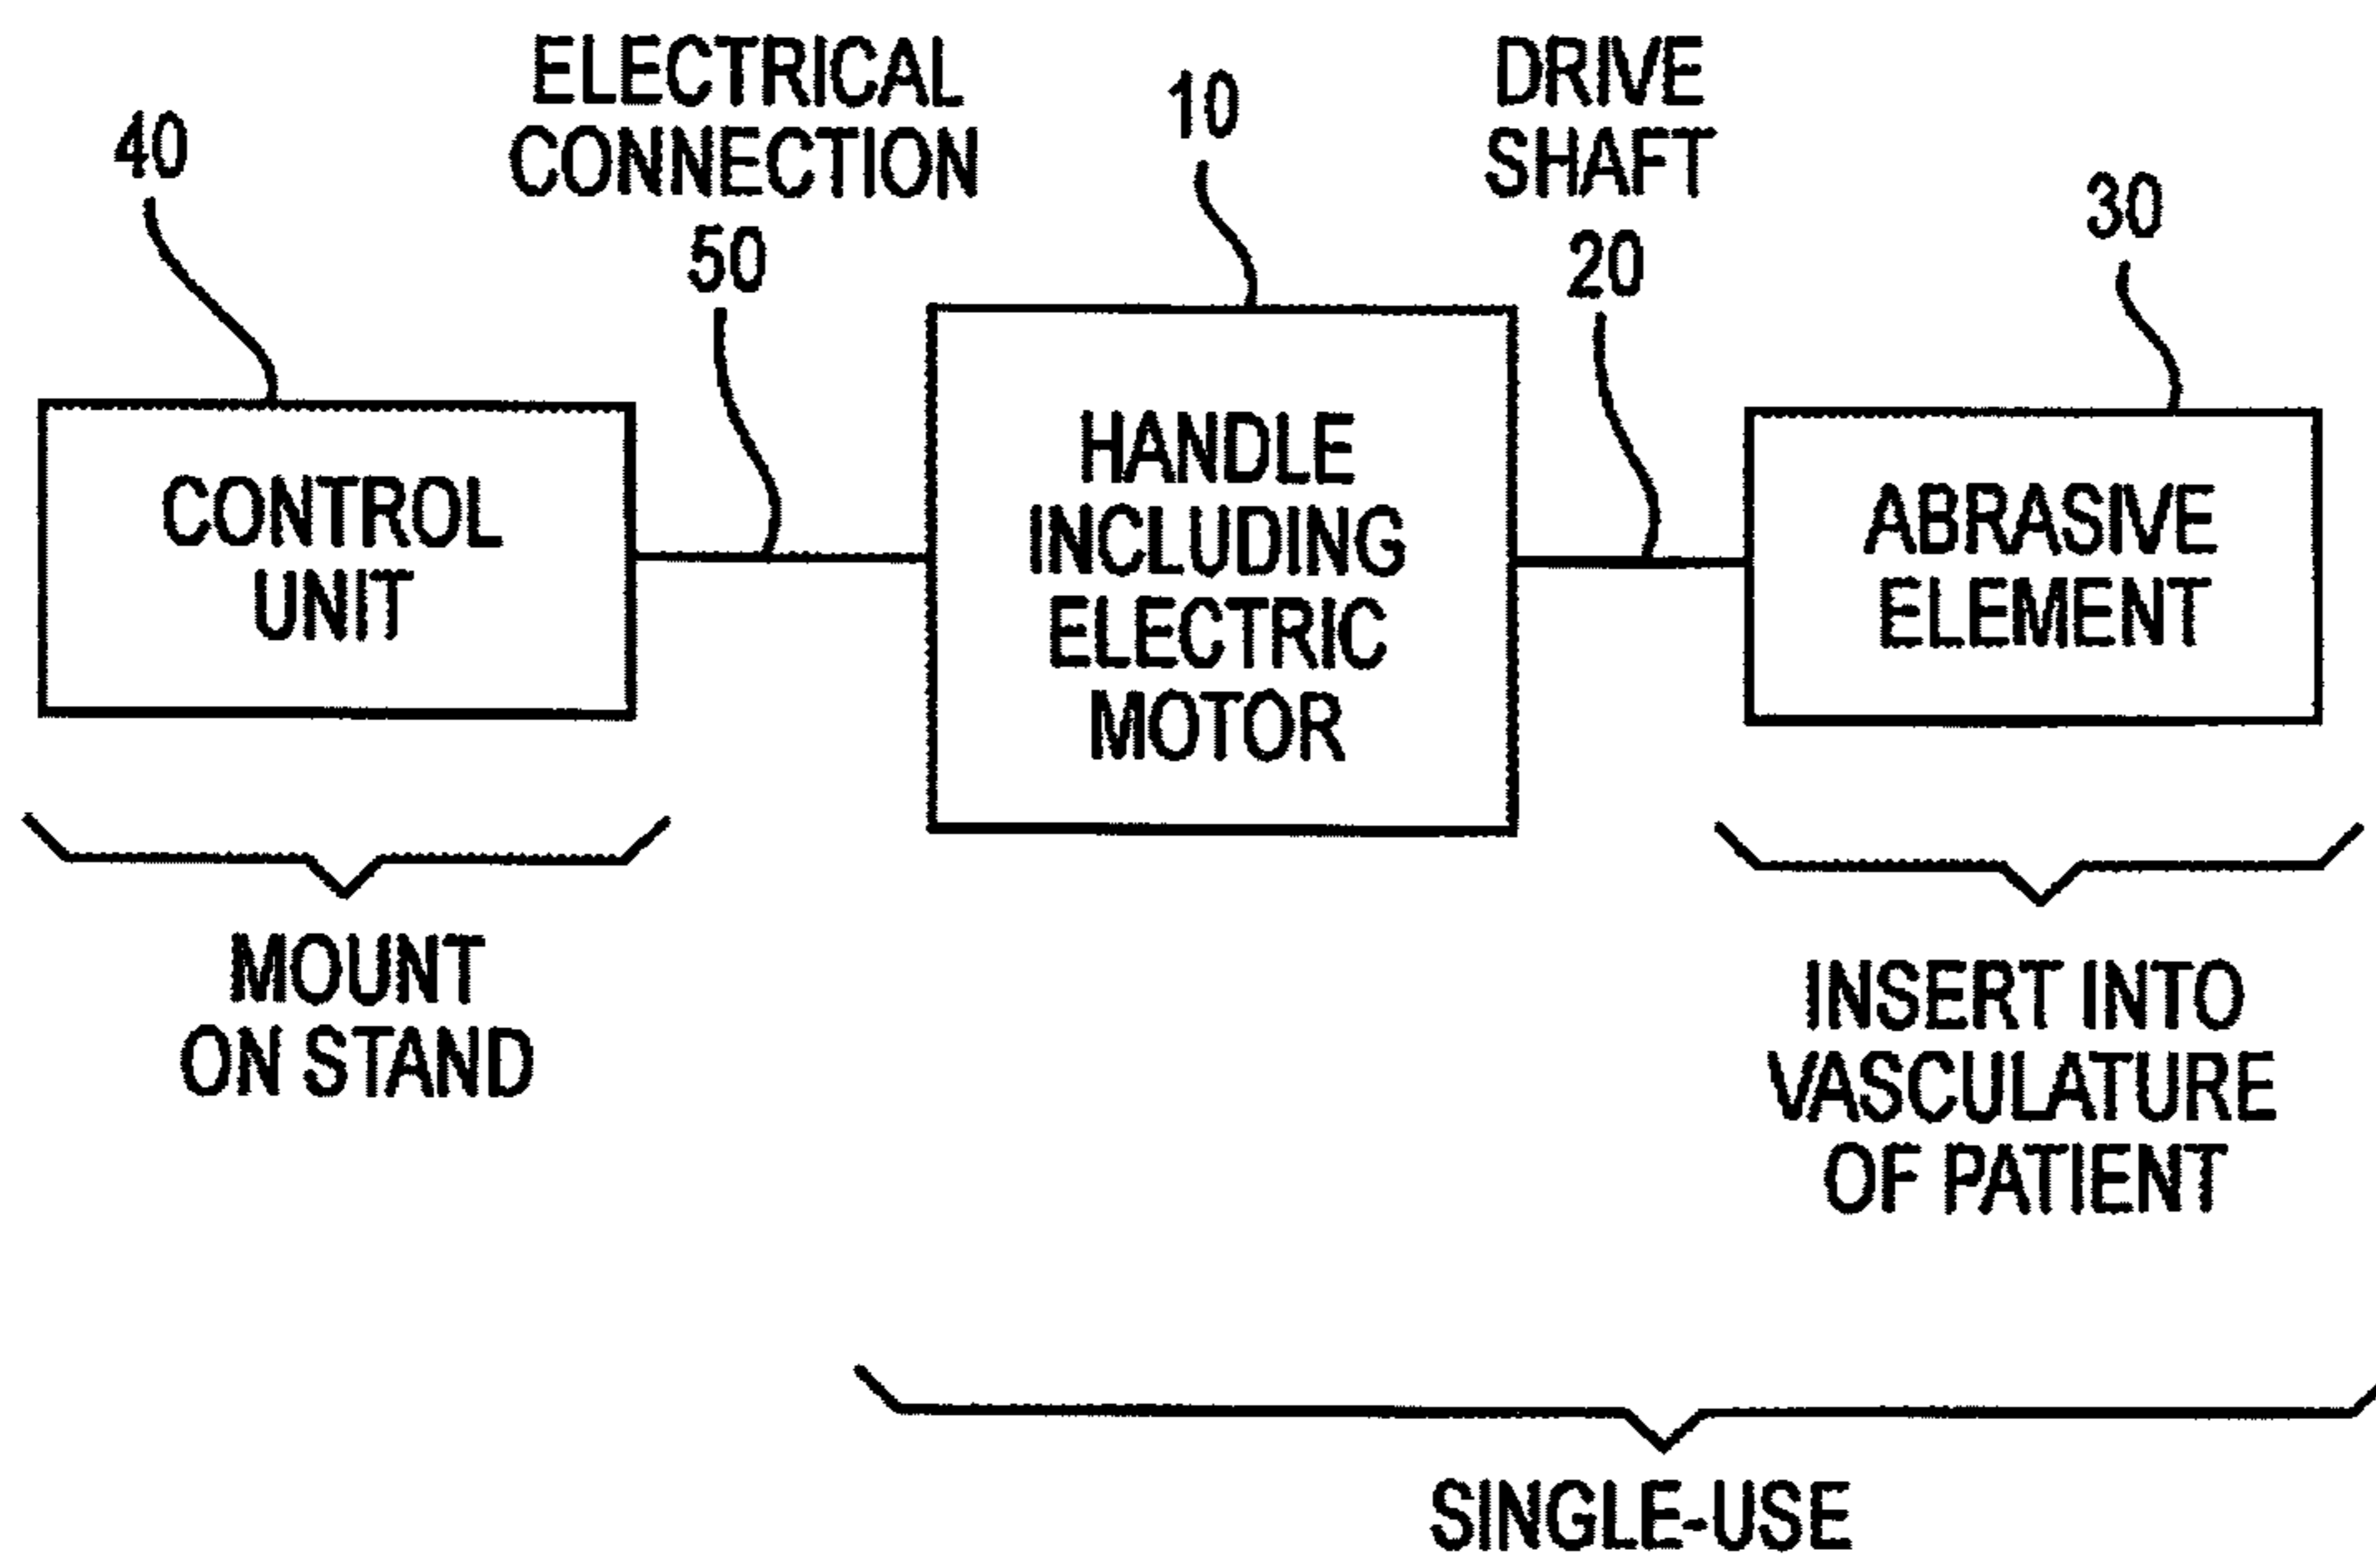 ELECTRICAL
CONNECTION
50
40
10
DRIVE
SHAFT
20
30
CONTROL
UNIT
HANDLE
INCLUDING
ELECTRIC
MOTOR
ABRASIVE
ELEMENT
MOUNT
ON STAND
INSERT INTO
VASCULATURE
OF PATIENT
SINGLE-USE